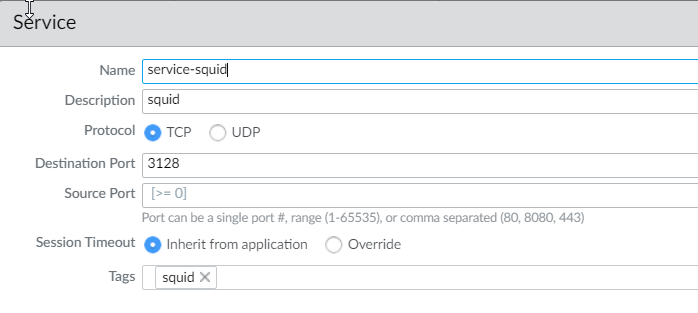 Service
Name service-squid
Description squid
Protocol TCP UDP
Destination Port 3128
Source Port [>= 0]
Port can be a single port #, range (1-65535), or comma separated (80, 8080, 443)
Session Timeout Inherit from application Override
Tags squid